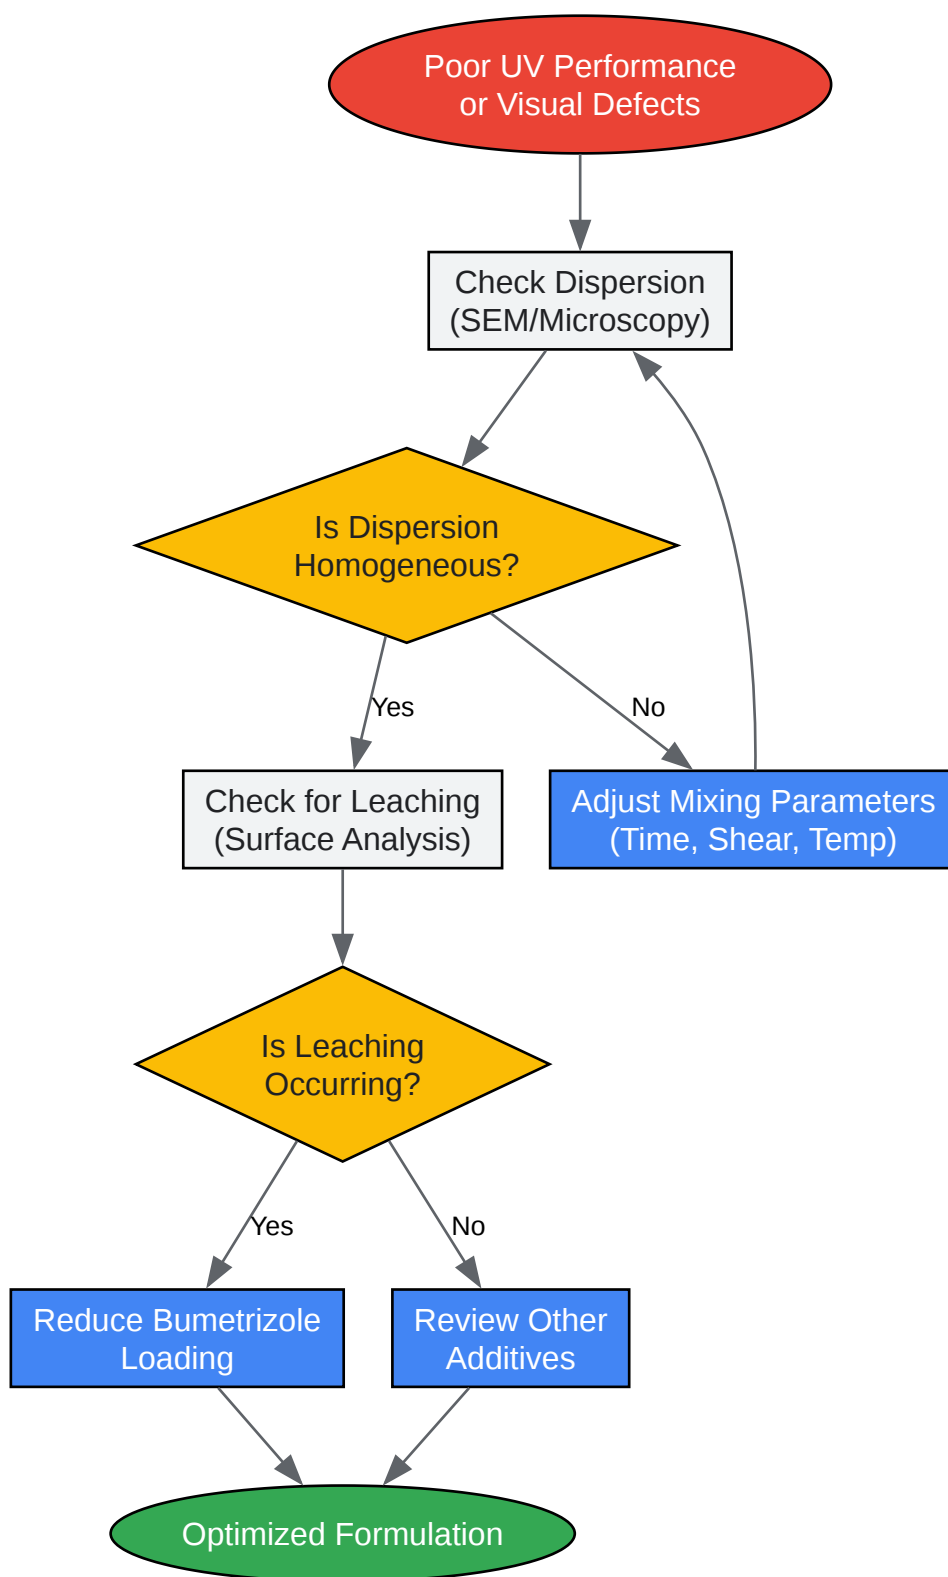 Poor UV Performance
or Visual Defects
Check Dispersion
(SEM/Microscopy)
Is Dispersion
Homogeneous?
Yes
No
Check for Leaching
(Surface Analysis)
Adjust Mixing Parameters
(Time, Shear, Temp)
Is Leaching
Occurring?
Yes
No
Reduce Bumetrizole
Loading
Review Other
Additives
Optimized Formulation